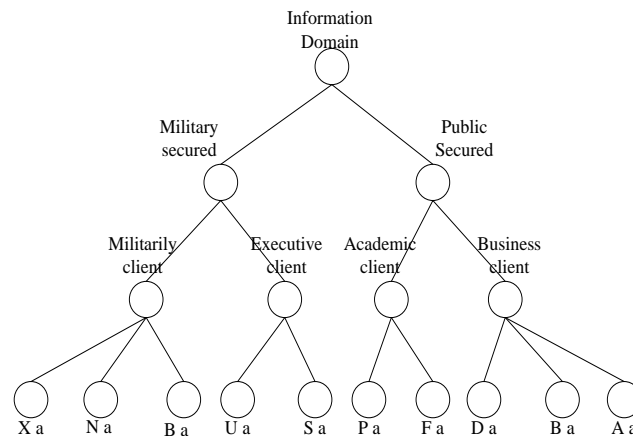 Information
Domain
Military
secured
Public
Secured
Militarily
client
Executive
client
Academic
client
Business
client
X a
N a
B a
U a
S a
P a
F a
D a
B a
A a